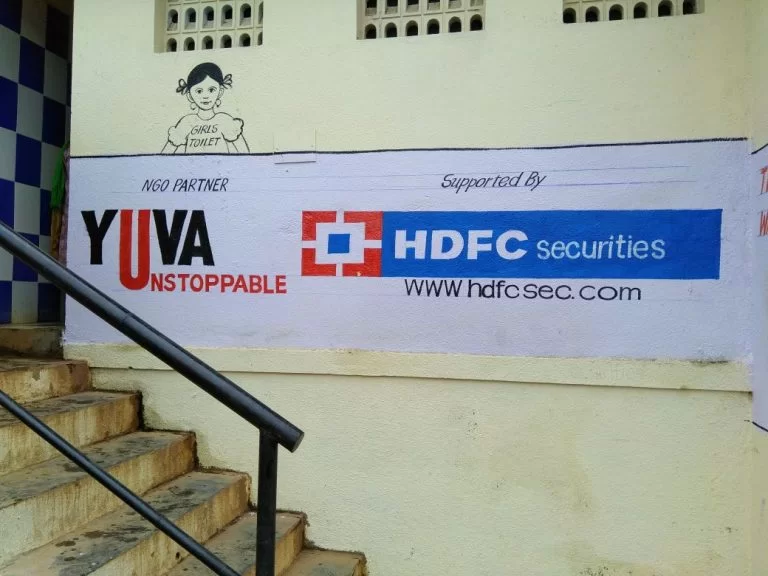 GIRLS
TOILET
NGO PARTNER
YUVA
UNSTOPPABLE
Supported By
HDFC securities
WWW.hdfcsec.com